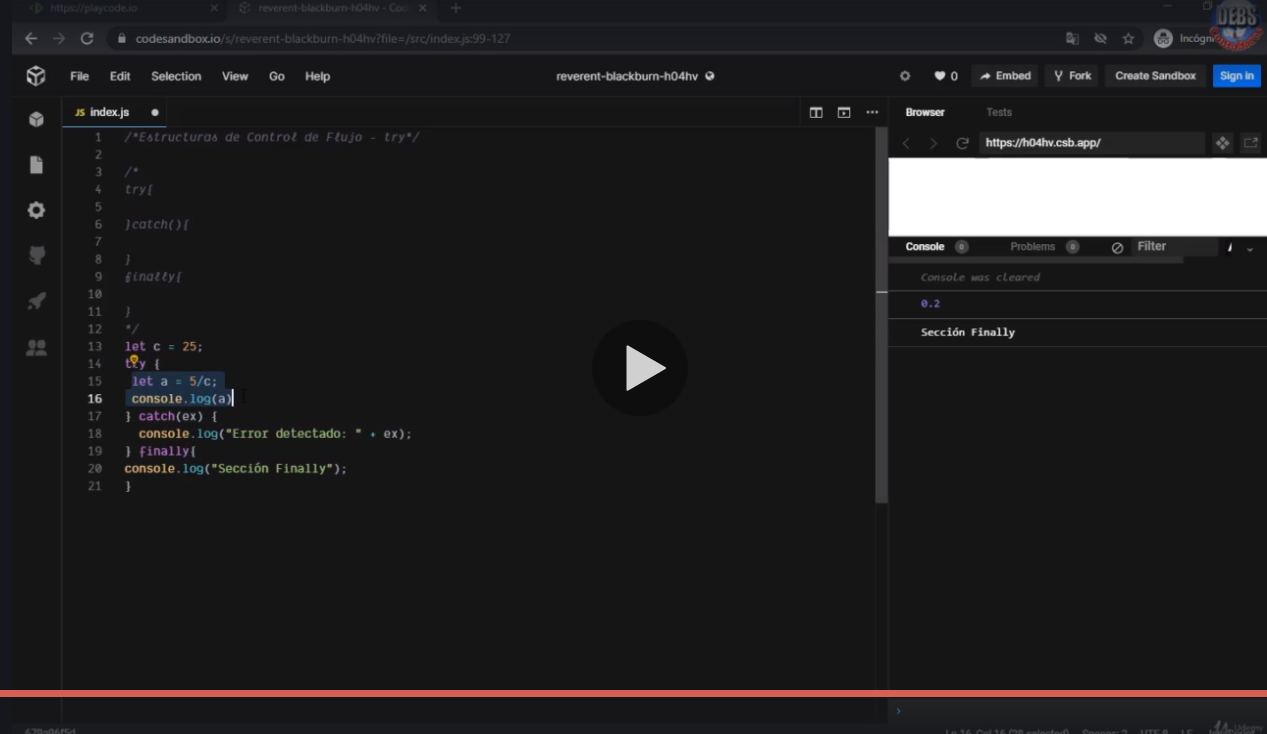 https://playcode.io
reverent-blackburn-h04hv - Cod
codesandbox.io/s/reverent-blackburn-h04hv?file=/src/index.js:99-127
DEBS
File Edit Selection View Go Help
reverent-blackburn-h04hv
0 Embed Fork Create Sandbox Sign in
JS index.js
Browser Tests
https://h04hv.csb.app/
1 /*Estructuras de Control de Flujo - try*/
2
3 /*
4 try{
5
6 }catch(){
7
8 }
9 finally{
10
11 }
12 */
13 let c = 25;
14 try {
15 let a = 5/c;
16 console.log(a)
17 } catch(ex) {
18 console.log("Error detectado: " + ex);
19 } finally{
20 console.log("Sección Finally");
21 }
Console 0 Problems 0 Filter
Console was cleared
0.2
Sección Finally